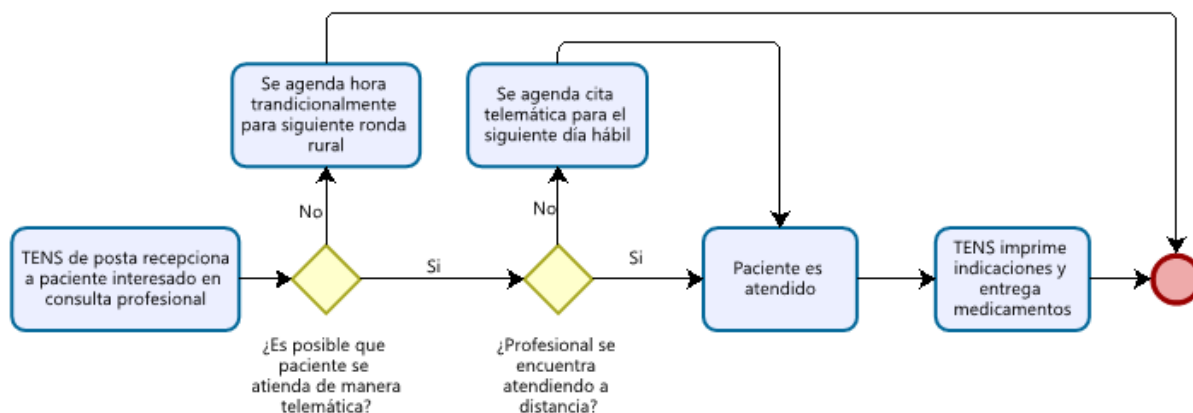 Se agenda hora
trandicionalmente
para siguiente ronda
rural
Se agenda cita
telemática para el
siguiente día hábil
No
No
TENS de posta recepciona
a paciente interesado en
consulta profesional
Si
Si
Paciente es
atendido
TENS imprime
indicaciones y
entrega
medicamentos
¿Es posible que
paciente se
atienda de manera
telemática?
¿Profesional se
encuentra
atendiendo a
distancia?